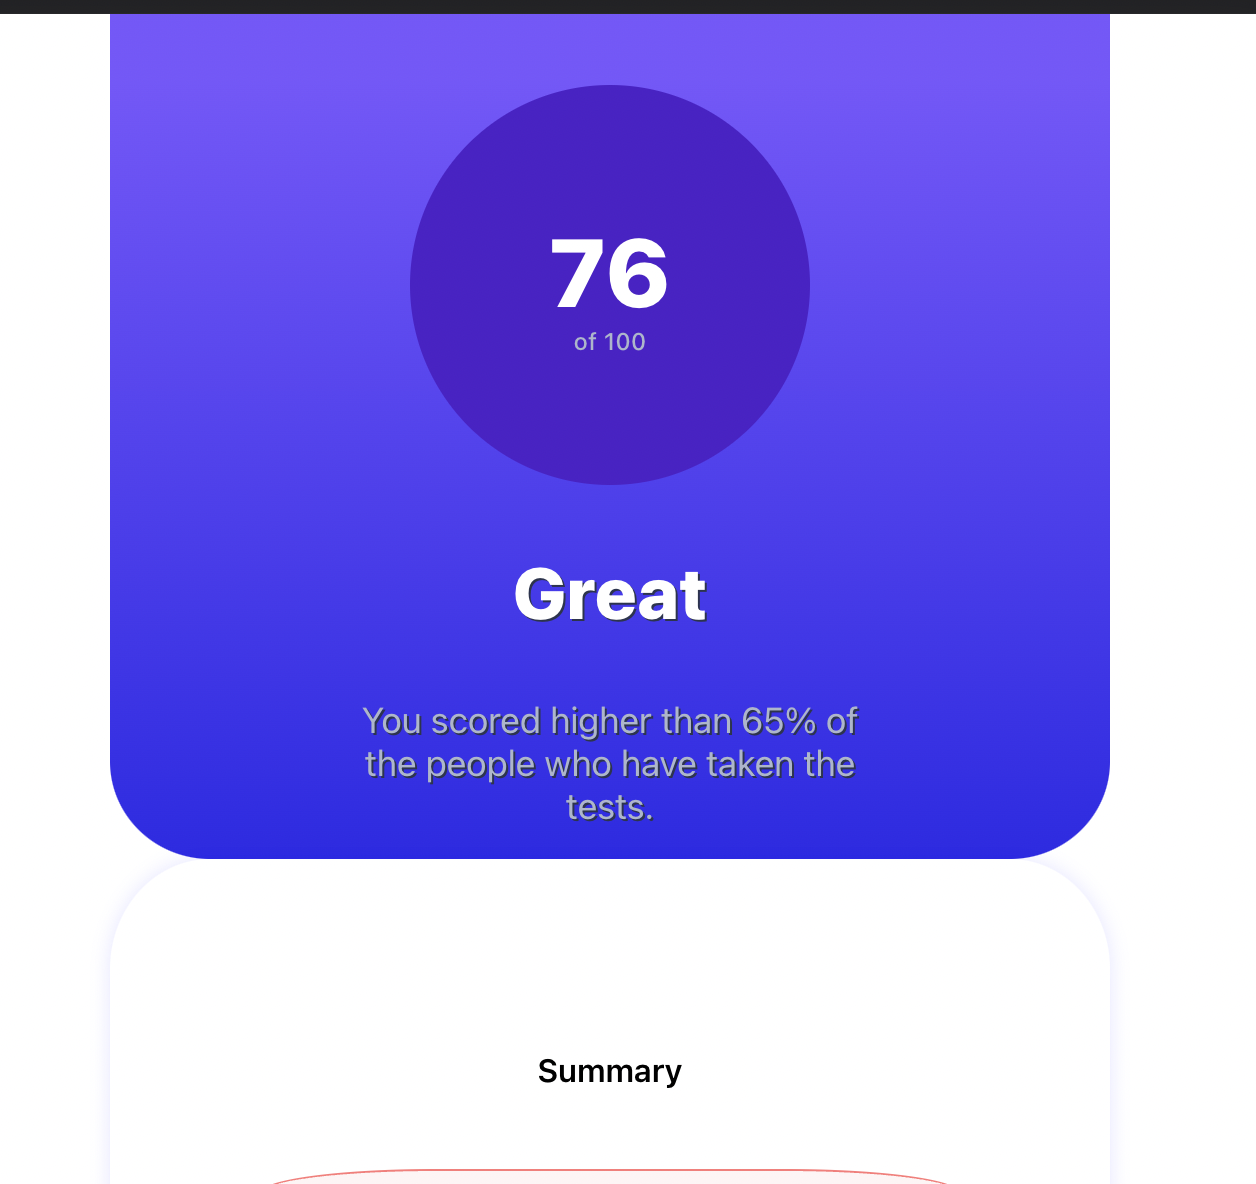 76
of 100
Great
You scored higher than 65% of
the people who have taken the
tests.
Summary